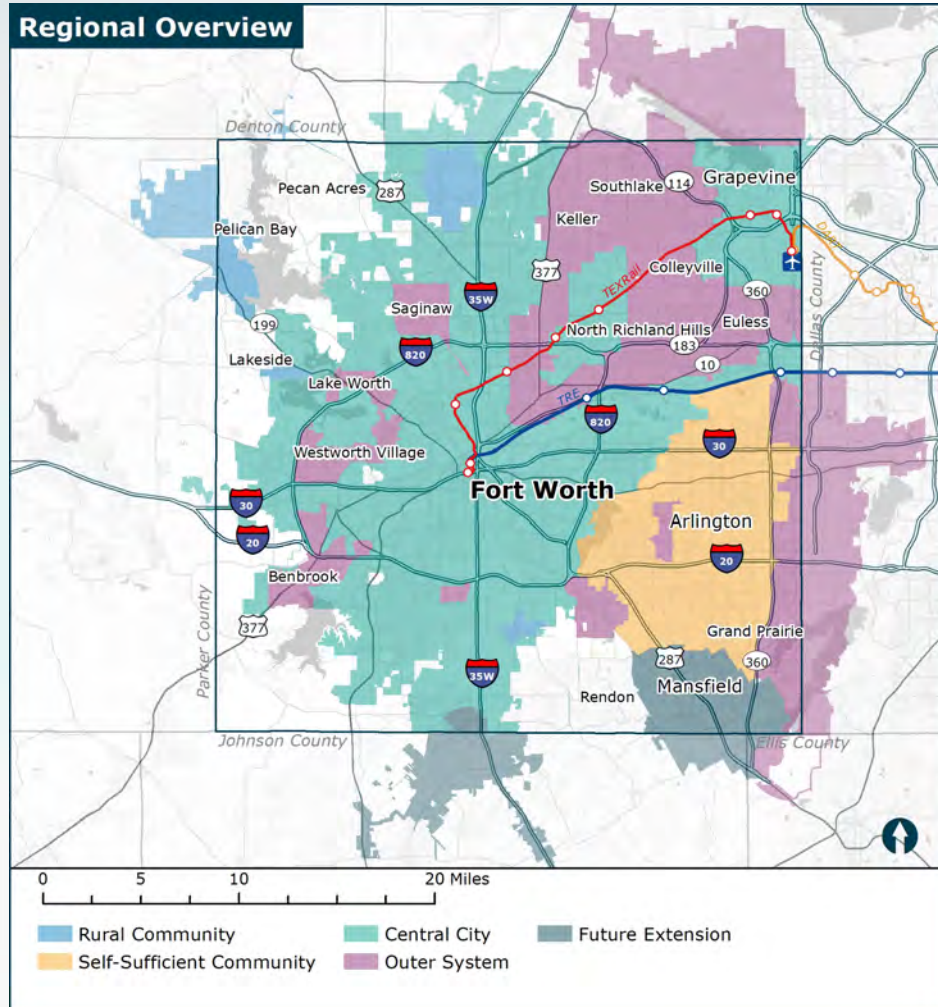 Regional Overview
Denton County
Pecan Acres
287
Southlake
114
Grapevine
Keller
Pelican Bay
377
Colleyville
DART
TEXRail
35W
360
Saginaw
Dallas County
199
North Richland Hills
Euless
820
183
Lakeside
10
Lake Worth
TRE
820
30
Westworth Village
Fort Worth
30
Arlington
20
20
Benbrook
Parker County
377
Grand Prairie
287
360
35W
Mansfield
Rendon
Johnson County
Ellis County
0 5 10 20 Miles
Rural Community
Central City
Future Extension
Self-Sufficient Community
Outer System